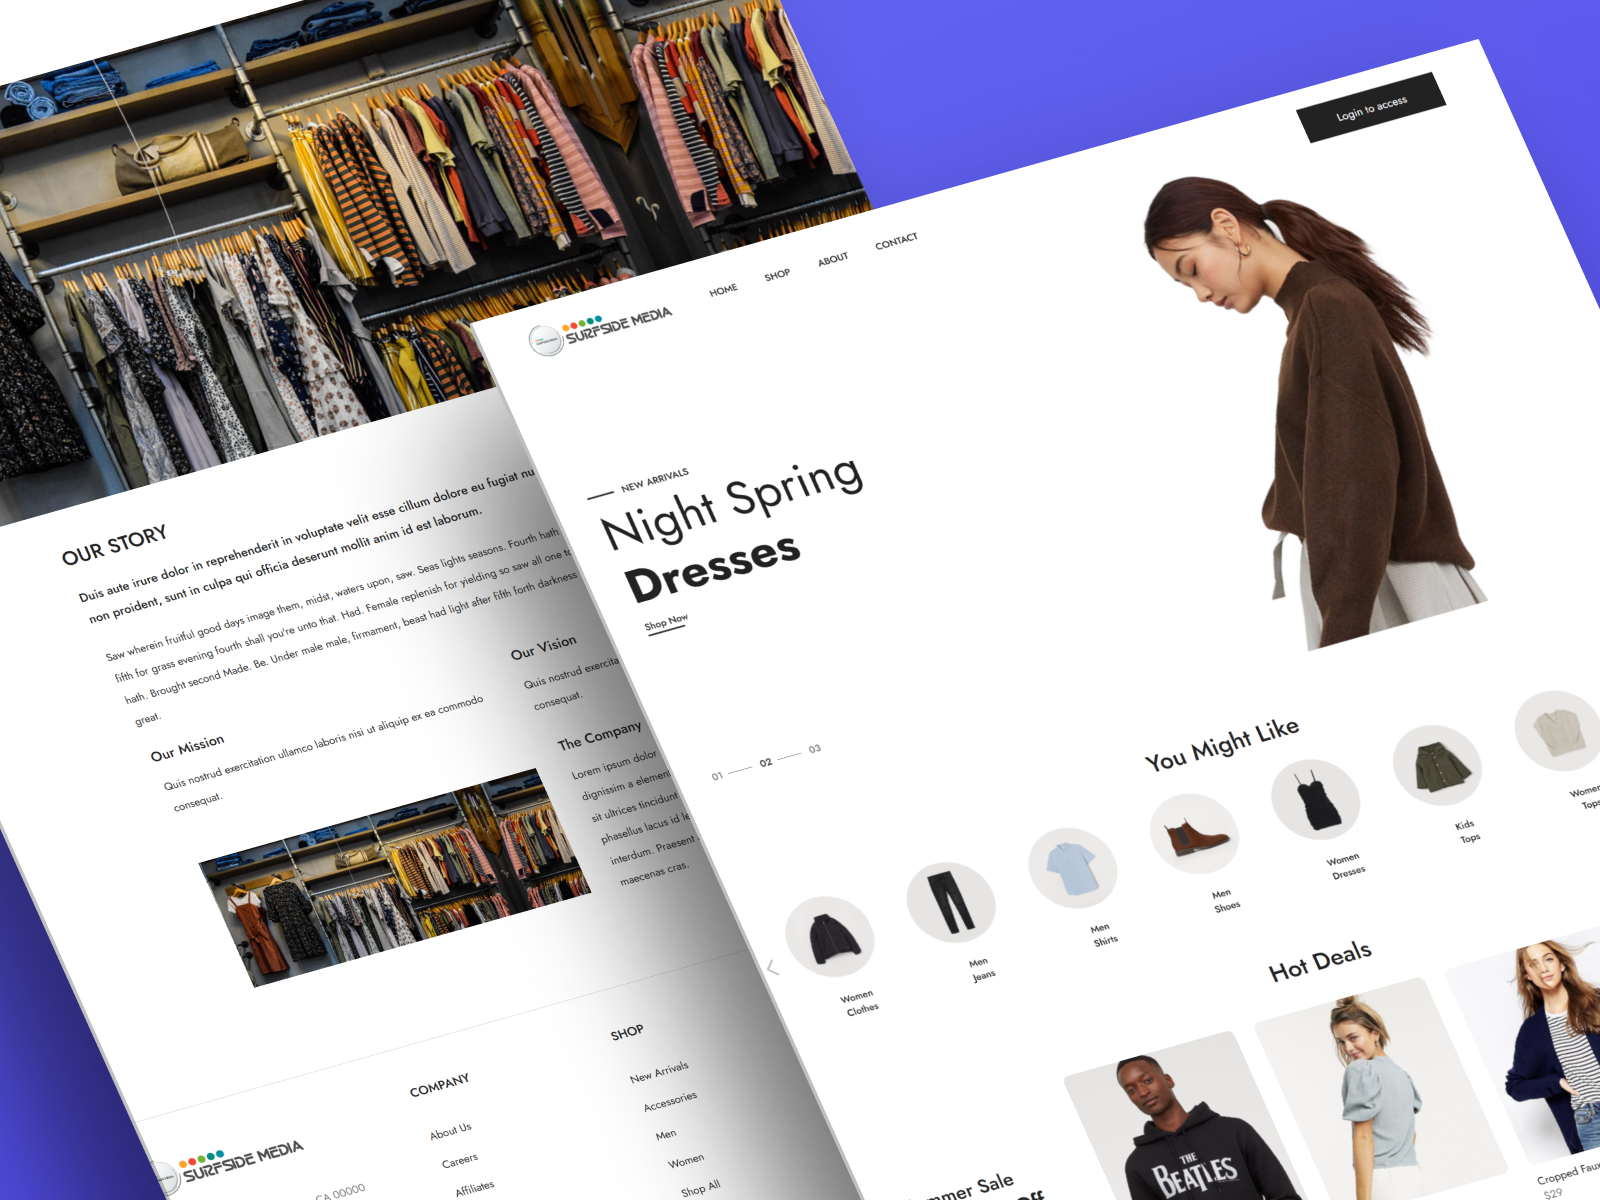 OUR STORY
Duis aute irure dolor in reprehenderit in voluptate velit esse cillum dolore eu fugiat nu
non proident, sunt in culpa qui officia deserunt mollit anim id est laborum.
Saw wherein fruitful good days image them, midst, waters upon, saw. Seas lights seasons. Fourth hath
fifth for grass evening fourth shall you're unto that. Had. Female replenish for yielding so saw all one to
hath. Brought second Made. Be. Under male male, firmament, beast had light after fifth forth darkness
great.
Our Mission
Quis nostrud exercitation ullamco laboris nisi ut aliquip ex ea commodo
consequat.
Our Vision
Quis nostrud exercita
consequat.
The Company
Lorem ipsum dolor
dignissim a elemen
sit ultrices tincidunt
phasellus lacus id le
interdum. Praesent
maecenas cras.
SURFSIDE MEDIA
CA 00000
COMPANY
About Us
Careers
Affiliates
SHOP
New Arrivals
Accessories
Men
Women
Shop All
Login to access
SURFSIDE MEDIA
HOME
SHOP
ABOUT
CONTACT
NEW ARRIVALS
Night Spring
Dresses
Shop Now
01
02
03
You Might Like
Women
Clothes
Men
Jeans
Men
Shirts
Men
Shoes
Women
Dresses
Kids
Tops
Women
Tops
Hot Deals
mmer Sale
Off
THE
BEATLES
Cropped Faux
$29